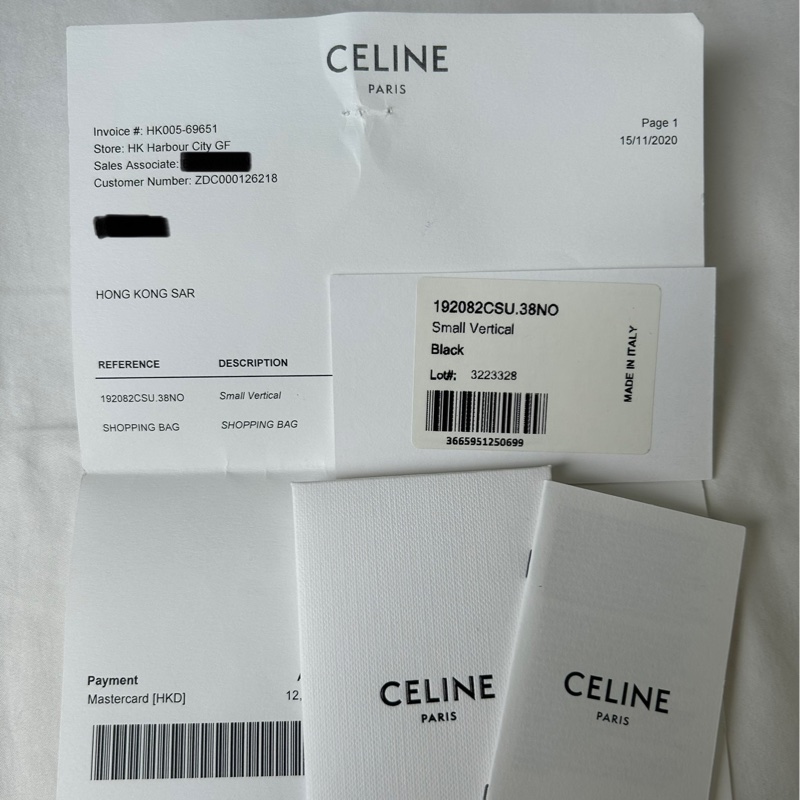 CELINE
PARIS
Invoice #: HK005-69651
Store: HK Harbour City GF
Sales Associate:
Customer Number: ZDC000126218
Page 1
15/11/2020
HONG KONG SAR
REFERENCE DESCRIPTION
192082CSU.38NO Small Vertical
SHOPPING BAG SHOPPING BAG
192082CSU.38NO
Small Vertical
Black
Lot#: 3223328
3665951250699
MADE IN ITALY
Payment
Mastercard [HKD] 12,
CELINE
PARIS
CELINE
PARIS